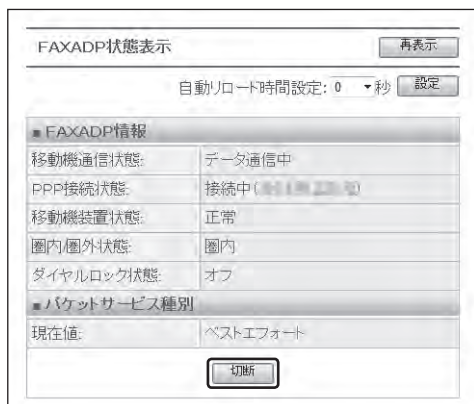 FAXADP状態表示 再表示
自動リロード時間設定: 0 秒 設定
■FAXADP情報
移動機通信状態: データ通信中
PPP接続状態: 接続中(
移動機装置状態: 正常
圏内/圏外状態: 圏内
ダイヤルロック状態: オフ
■パケットサービス種別
現在値: ベストエフォート
切断